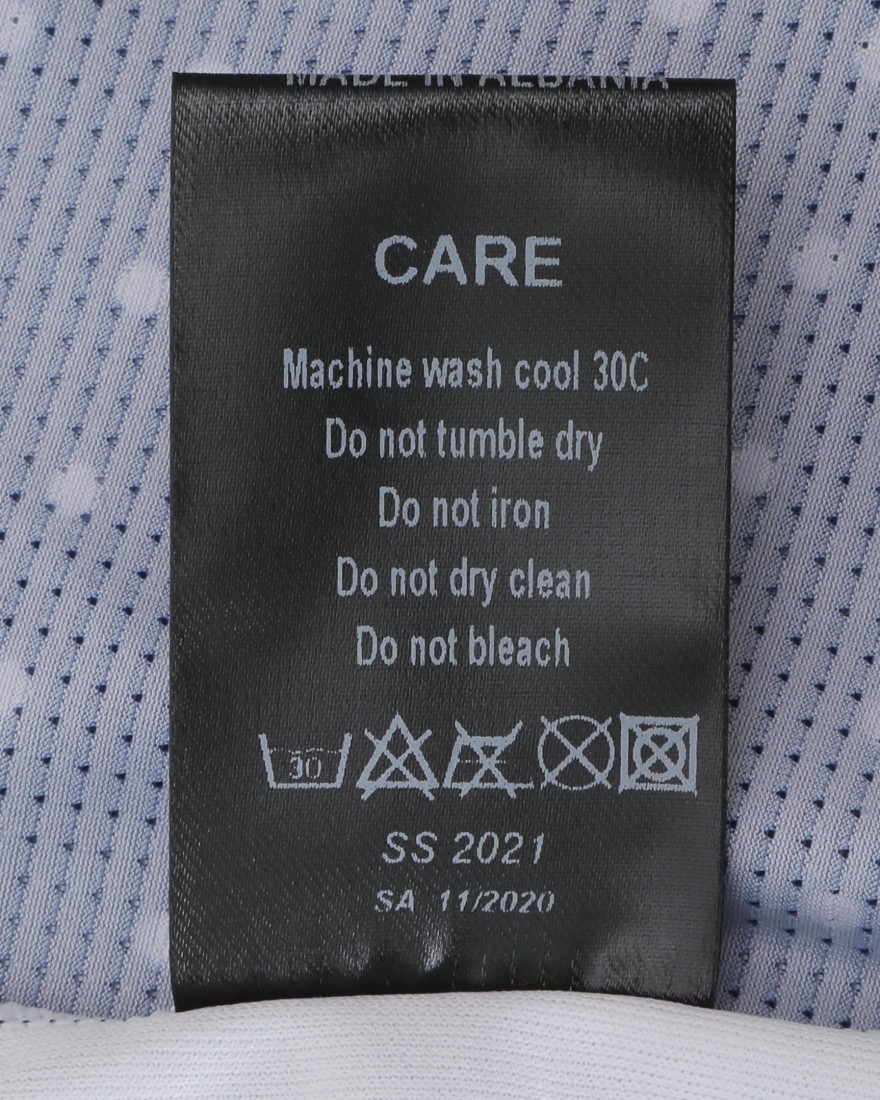 MADE IN ALBANIA
CARE
Machine wash cool 30C
Do not tumble dry
Do not iron
Do not dry clean
Do not bleach
30
SS 2021
SA 11/2020